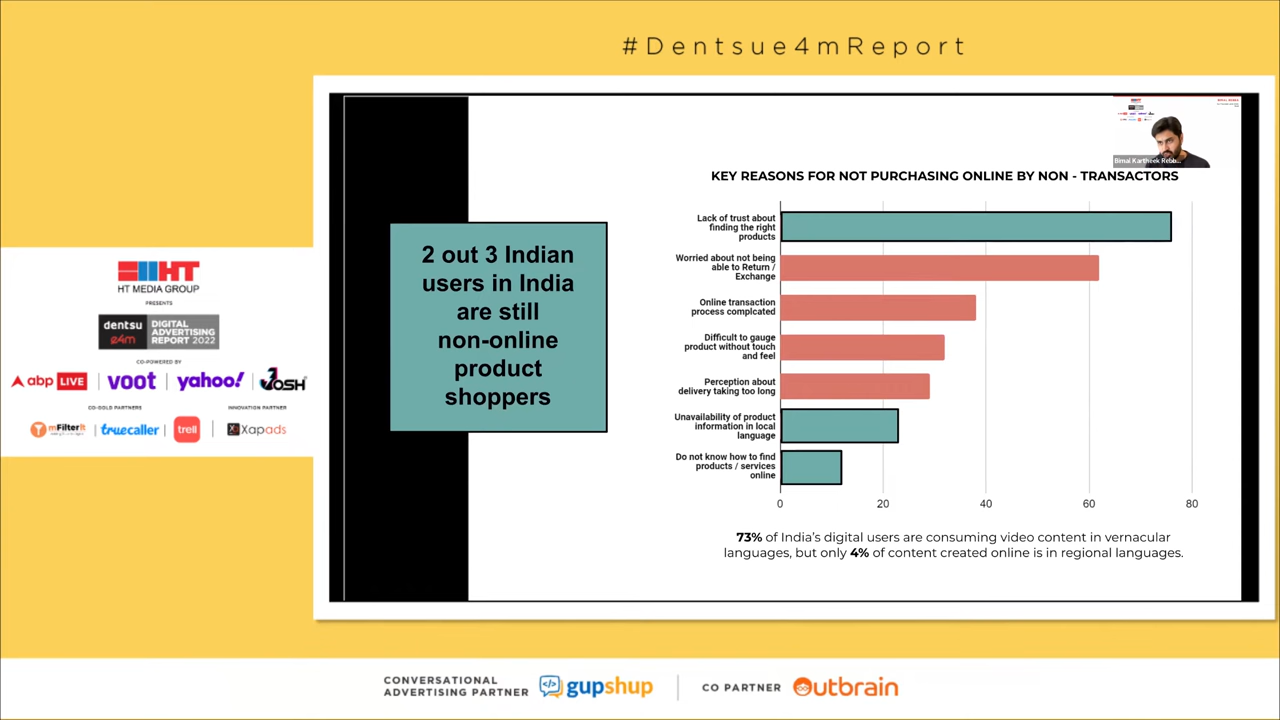 #Dentsue4mReport
HT
HT MEDIA GROUP
PRESENTS
dentsu
e4m
DIGITAL
ADVERTISING
REPORT 2022
CO-POWERED BY
abp LIVE
voot
yahoo!
JOSH
CO-GOLD PARTNERS
INNOVATION PARTNER
mFilterIt
truecaller
trell
Xapads
2 out 3 Indian
users in India
are still
non-online
product
shoppers
Bimal Kartheek Rebb...
KEY REASONS FOR NOT PURCHASING ONLINE BY NON - TRANSACTORS
Lack of trust about
finding the right
products
Worried about not being
able to Return /
Exchange
Online transaction
process complcated
Difficult to gauge
product without touch
and feel
Perception about
delivery taking too long
Unavailability of product
information in local
language
Do not know how to find
products / services
online
0 20 40 60 80
73% of India's digital users are consuming video content in vernacular
languages, but only 4% of content created online is in regional languages.
CONVERSATIONAL
ADVERTISING PARTNER
gupshup
CO PARTNER
Outbrain